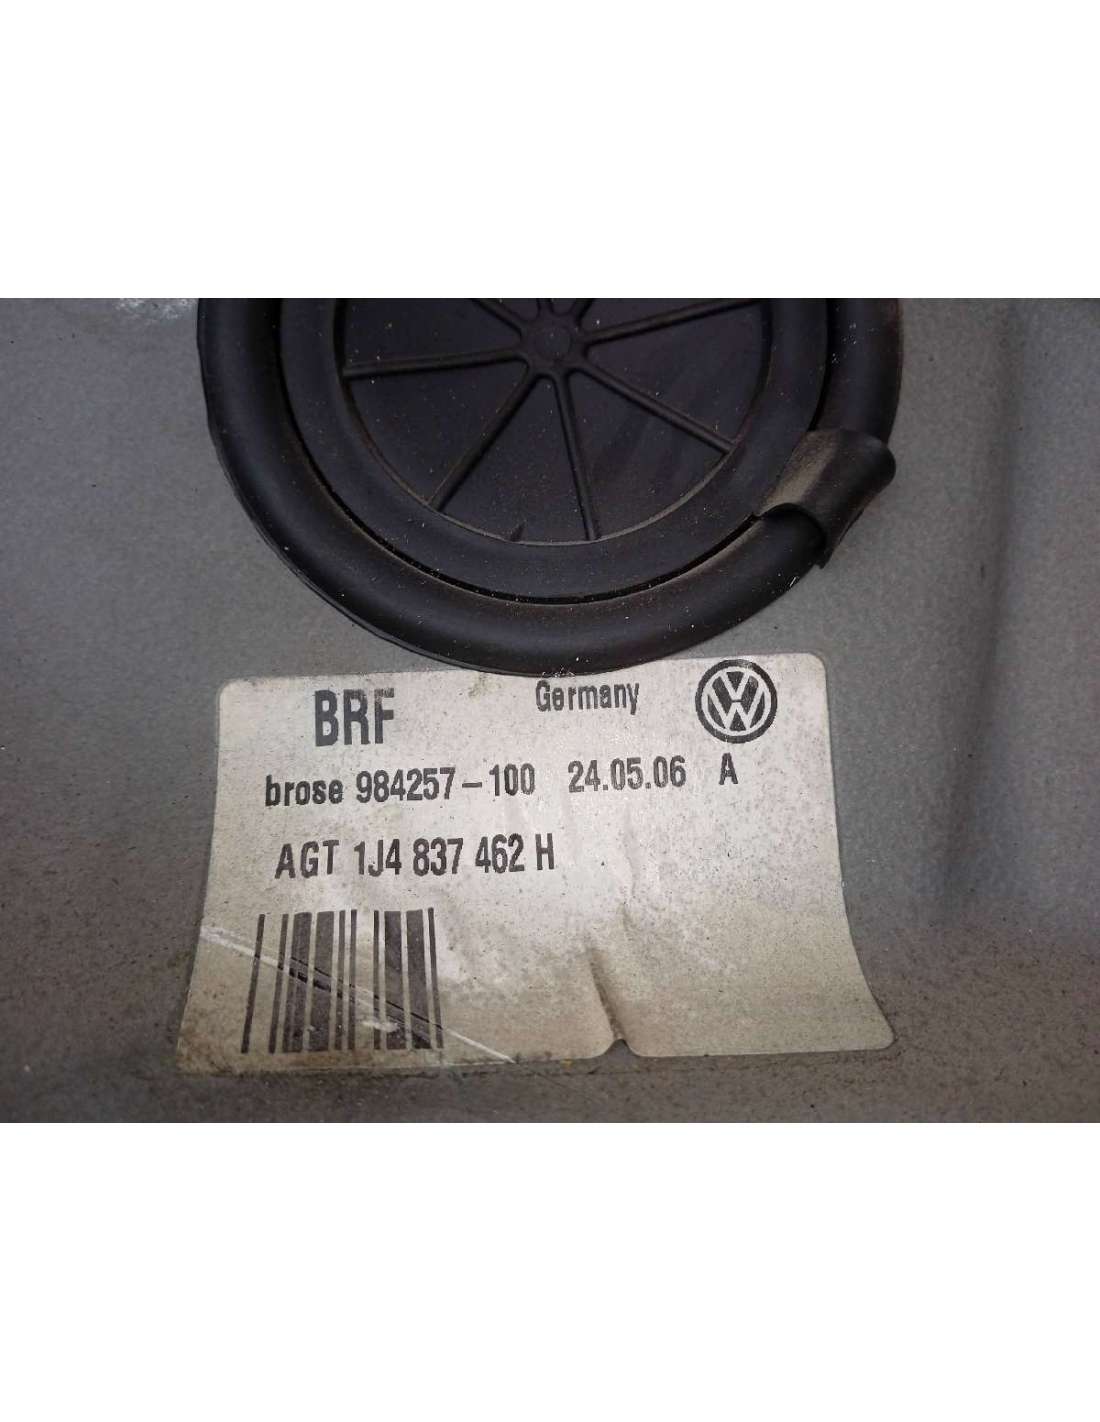 BRF Germany
brose 984257-100 24.05.06 A
AGT 1J4 837 462 H